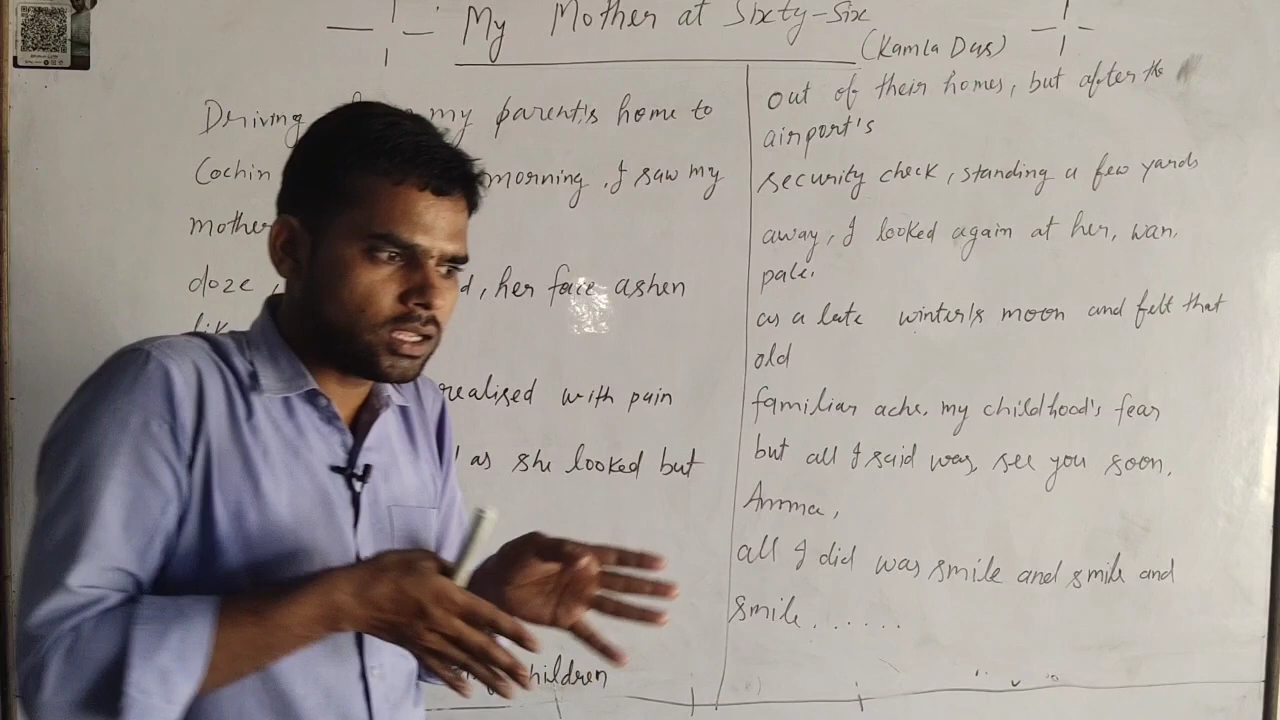 My Mother at Sixty-Six
(Kamla Das)
Driving my parent's home to
Cochin morning, I saw my
mother
doze, d, her face ashen
realised with pain
as she looked but
children
out of their homes, but after the
airport's
security check, standing a few yards
away, I looked again at her, wan,
pale.
as a late winter's moon and felt that
old
familiar ache, my childhood's fear
but all I said was, see you soon,
Amma,
all I did was smile and smile and
smile......